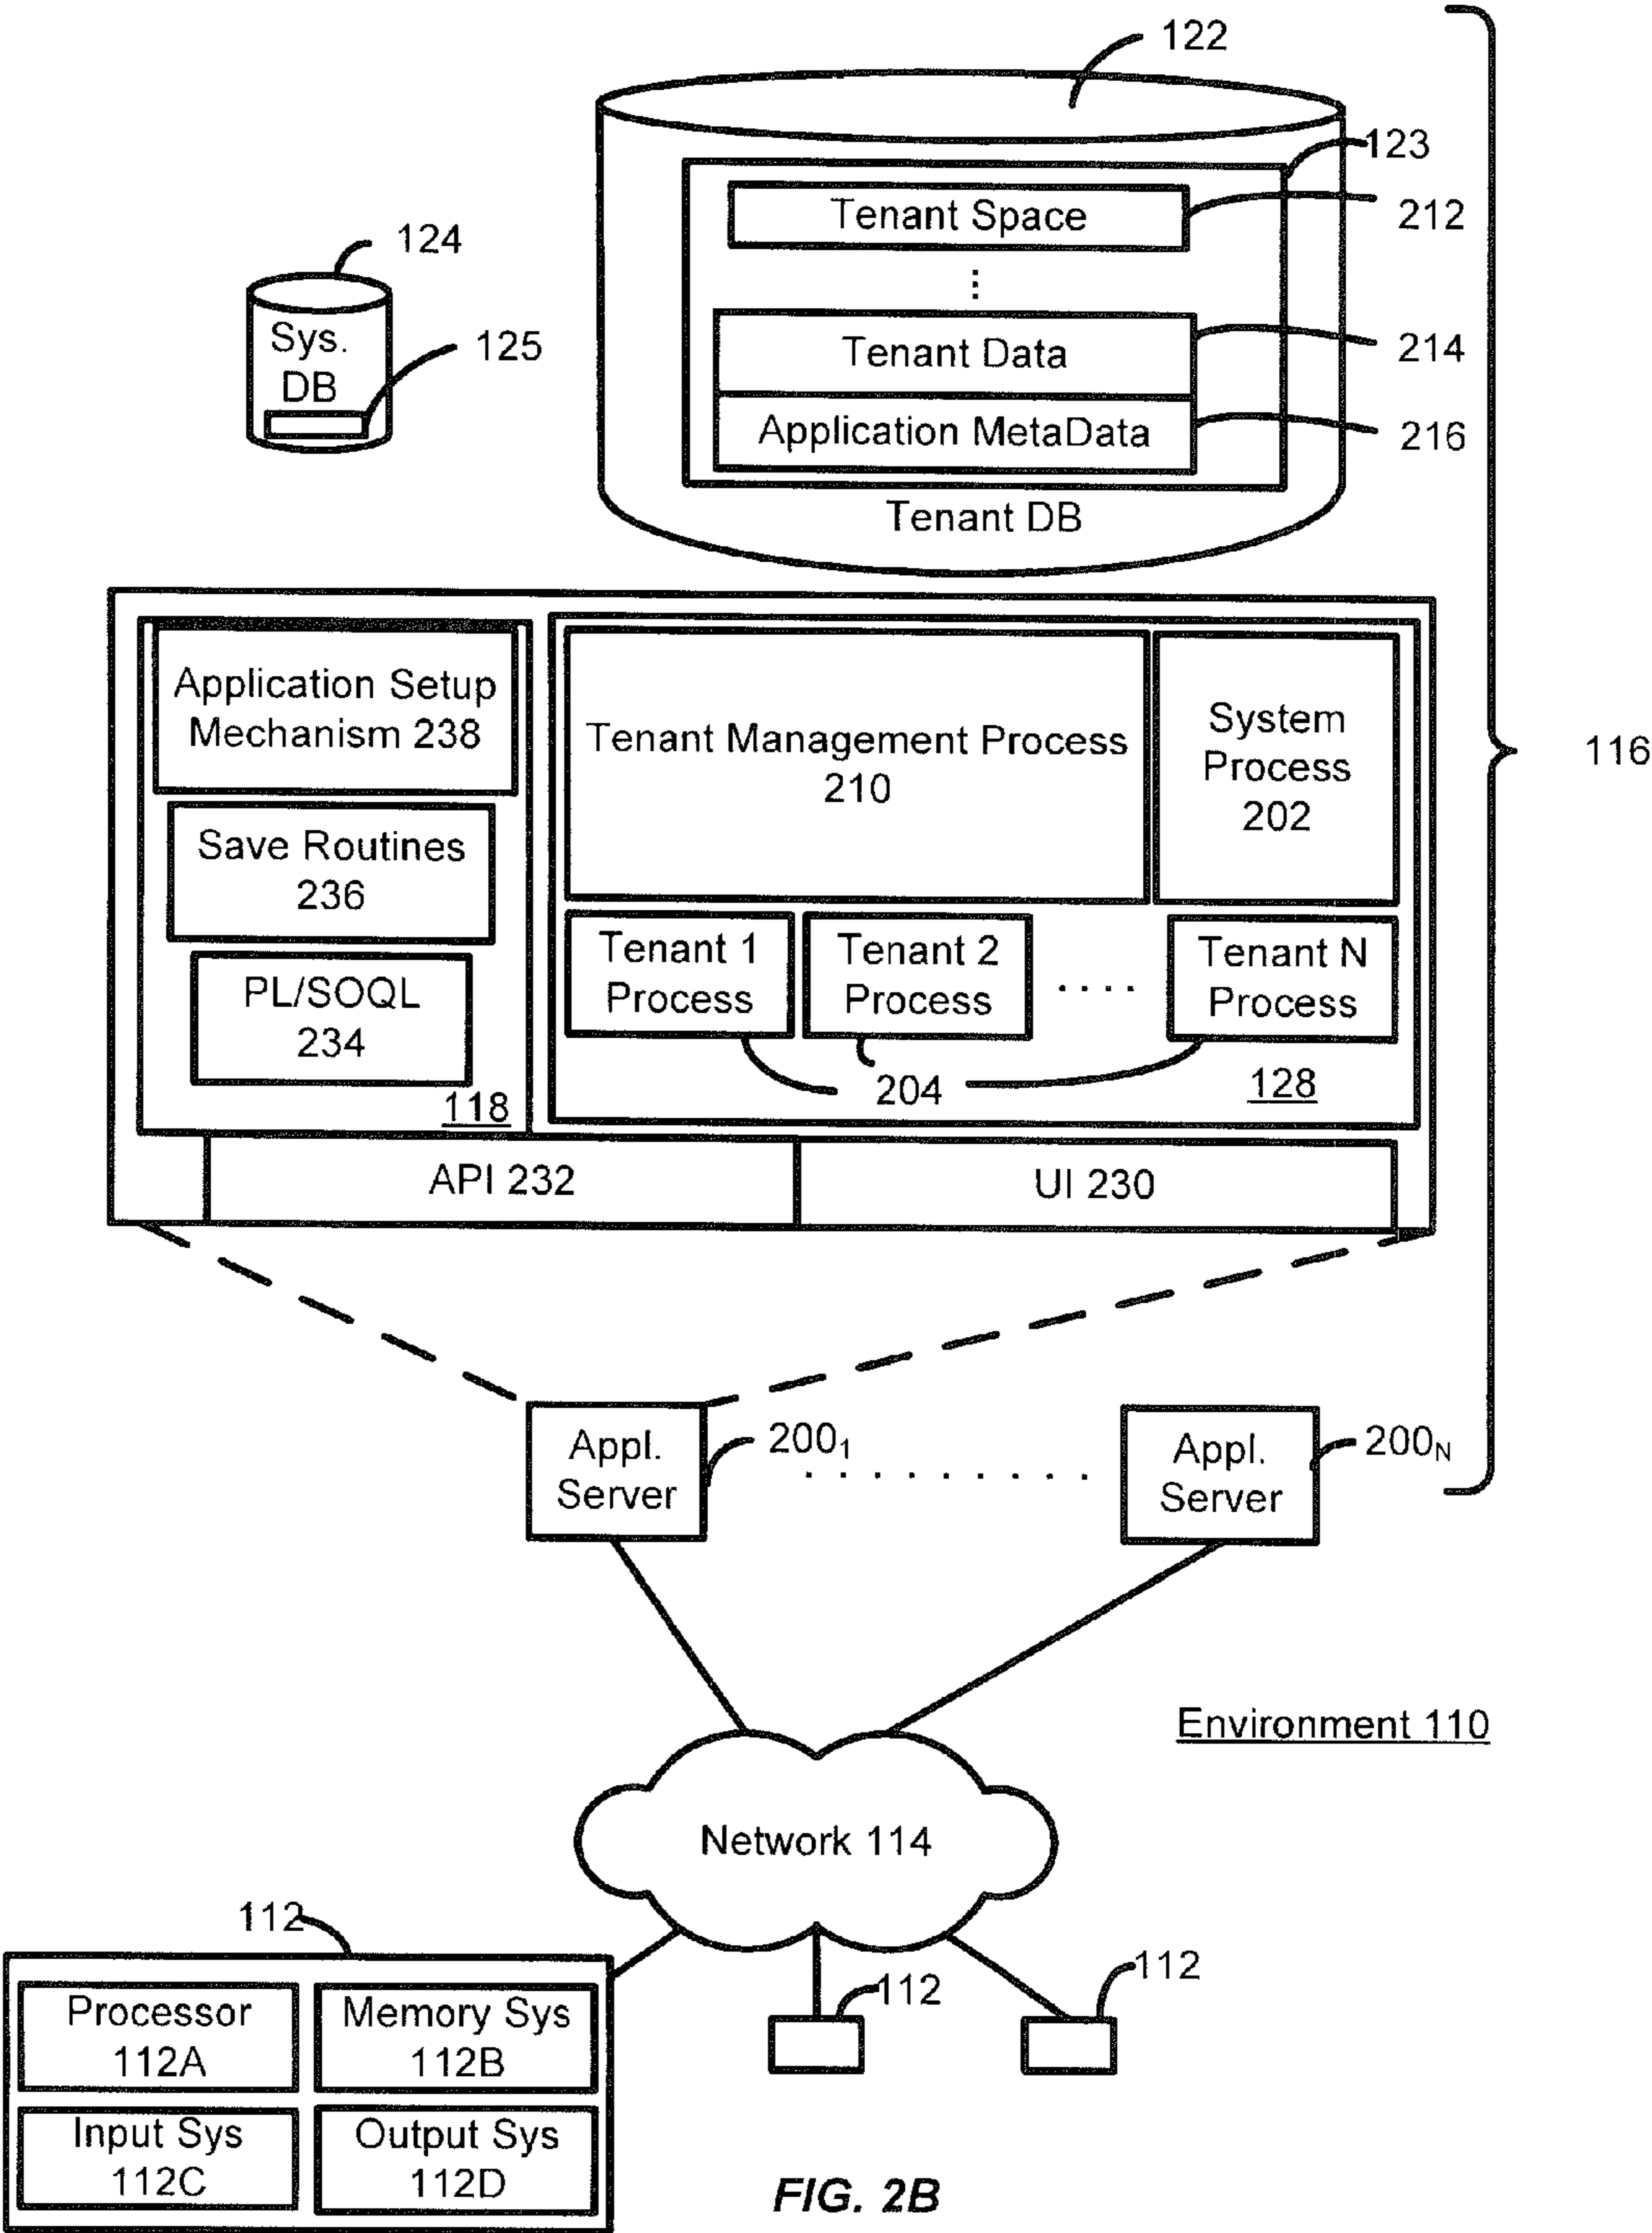 122
123
Tenant Space
212
124
Sys.
DB
125
Tenant Data
214
Application MetaData
216
Tenant DB
116
Application Setup
Mechanism 238
Save Routines
236
PL/SOQL
234
118
Tenant Management Process
210
System
Process
202
Tenant 1
Process
Tenant 2
Process
. . . .
Tenant N
Process
204
128
API 232
UI 230
Appl.
Server
200₁
. . . . . . . . . .
Appl.
Server
200N
Environment 110
Network 114
112
Processor
112A
Memory Sys
112B
Input Sys
112C
Output Sys
112D
112
112
FIG. 2B